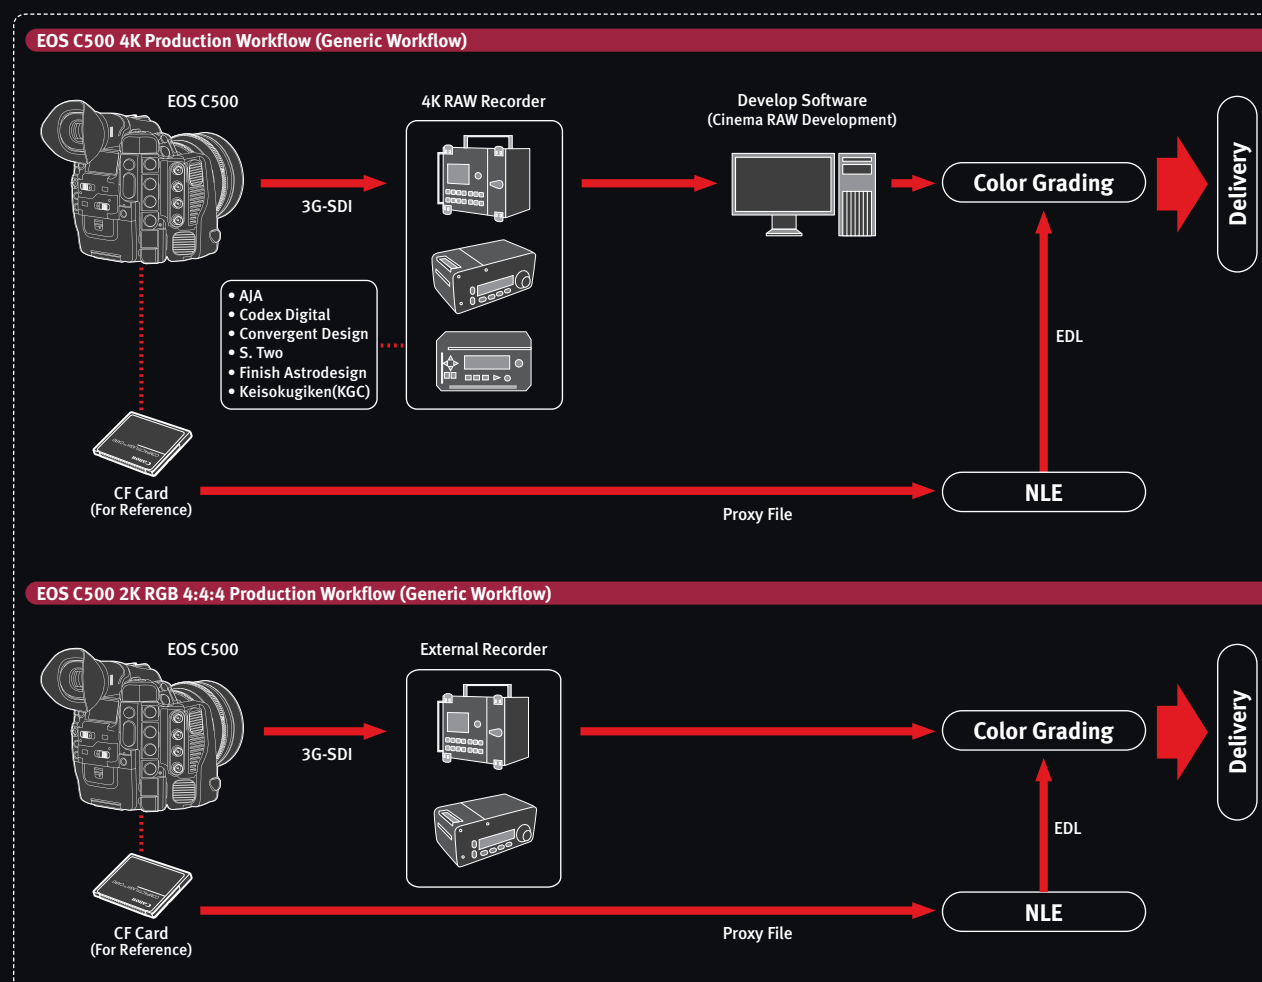 EOS C500 4K Production Workflow (Generic Workflow)
EOS C500
4K RAW Recorder
Develop Software
(Cinema RAW Development)
3G-SDI
Color Grading
Delivery
• AJA
• Codex Digital
• Convergent Design
• S. Two
• Finish Astrodesign
• Keisokugiken(KGC)
EDL
CF Card
(For Reference)
Proxy File
NLE
EOS C500 2K RGB 4:4:4 Production Workflow (Generic Workflow)
EOS C500
External Recorder
3G-SDI
Color Grading
Delivery
EDL
CF Card
(For Reference)
Proxy File
NLE